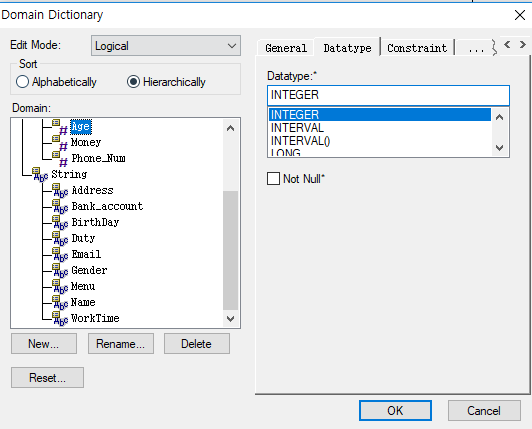 Domain Dictionary
Edit Mode:
Logical
Sort
Alphabetically
Hierarchically
Domain:
Age
Money
Phone_Num
String
Address
Bank_account
BirthDay
Duty
Email
Gender
Menu
Name
WorkTime
New...
Rename...
Delete
Reset...
General
Datatype
Constraint
...
Datatype:*
INTEGER
INTEGER
INTERVAL
INTERVAL()
LONG
Not Null*
OK
Cancel